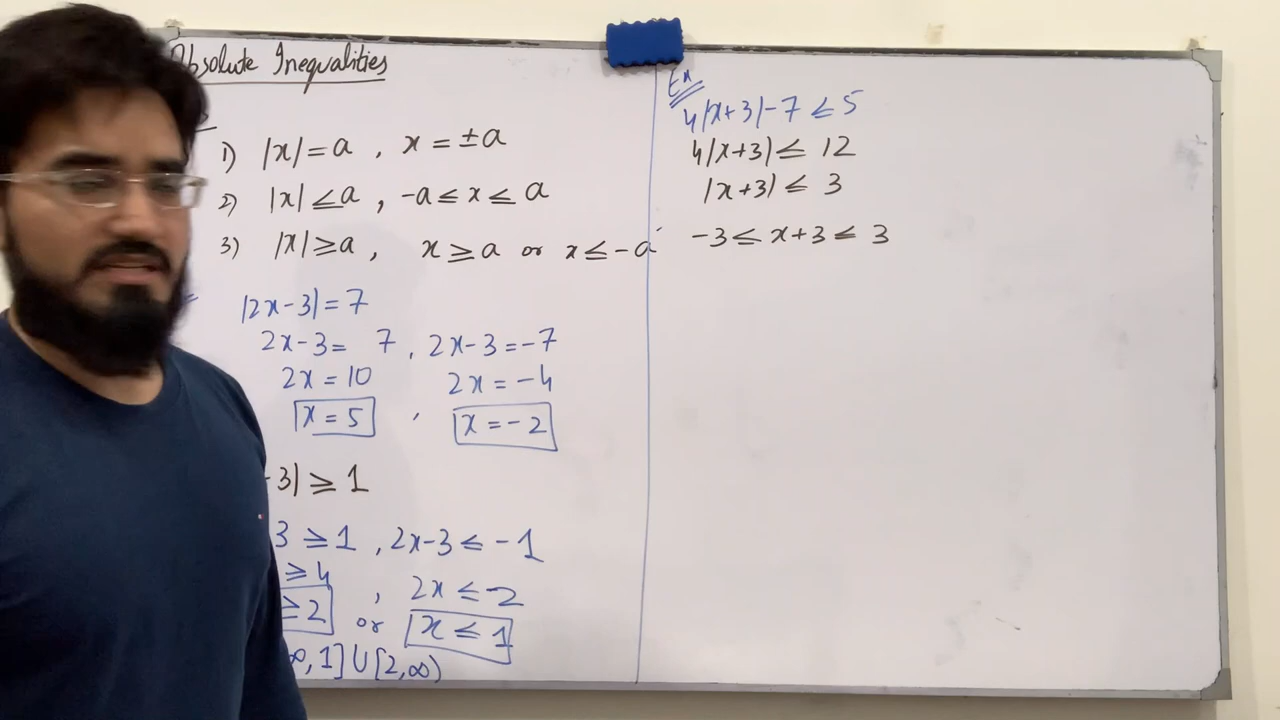 Absolute Inequalities
1) |x| = a , x = ±a
2) |x| ≤ a , -a ≤ x ≤ a
3) |x| ≥ a , x ≥ a or x ≤ -a
|2x-3| = 7
2x-3 = 7 , 2x-3 = -7
2x = 10 2x = -4
x = 5 , x = -2
-3| ≥ 1
3 ≥ 1 , 2x-3 ≤ -1
≥ 4 , 2x ≤ 2
≥ 2 or x ≤ 1
∞, 1] U [2, ∞)
Ex
4|x+3| - 7 ≤ 5
4|x+3| ≤ 12
|x+3| ≤ 3
-3 ≤ x+3 ≤ 3